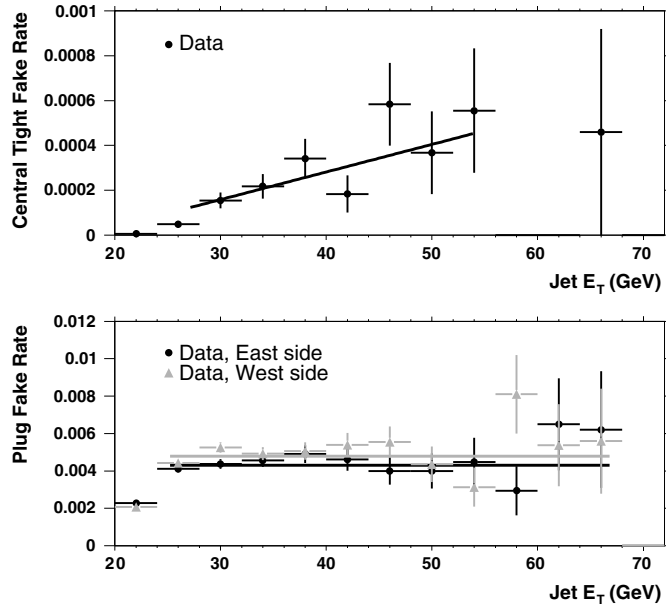 Central Tight Fake Rate
0.001
0.0008
0.0006
0.0004
0.0002
0
Data
20 30 40 50 60 70
Jet E_T (GeV)
Plug Fake Rate
0.012
0.01
0.008
0.006
0.004
0.002
0
Data, East side
Data, West side
20 30 40 50 60 70
Jet E_T (GeV)